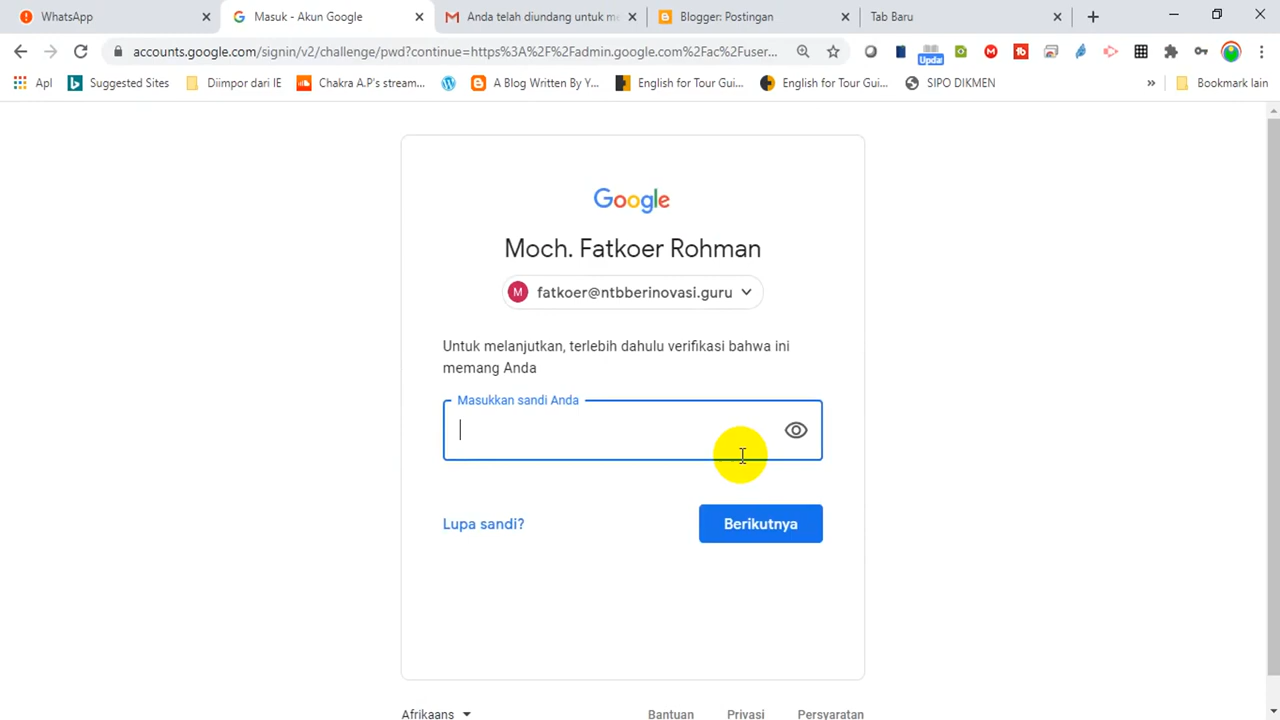 WhatsApp
Masuk - Akun Google
Anda telah diundang untuk m
Blogger: Postingan
Tab Baru
accounts.google.com/signin/v2/challenge/pwd?continue=https%3A%2F%2Fadmin.google.com%2Fac%2Fuser...
Updat
Apl
Suggested Sites
Diimpor dari IE
Chakra A.P's stream...
A Blog Written By Y...
English for Tour Gui...
English for Tour Gui...
SIPO DIKMEN
»
Bookmark lain
Google
Moch. Fatkoer Rohman
M
fatkoer@ntbberinovasi.guru
Untuk melanjutkan, terlebih dahulu verifikasi bahwa ini
memang Anda
Masukkan sandi Anda
Lupa sandi?
Berikutnya
Afrikaans
Bantuan
Privasi
Persyaratan